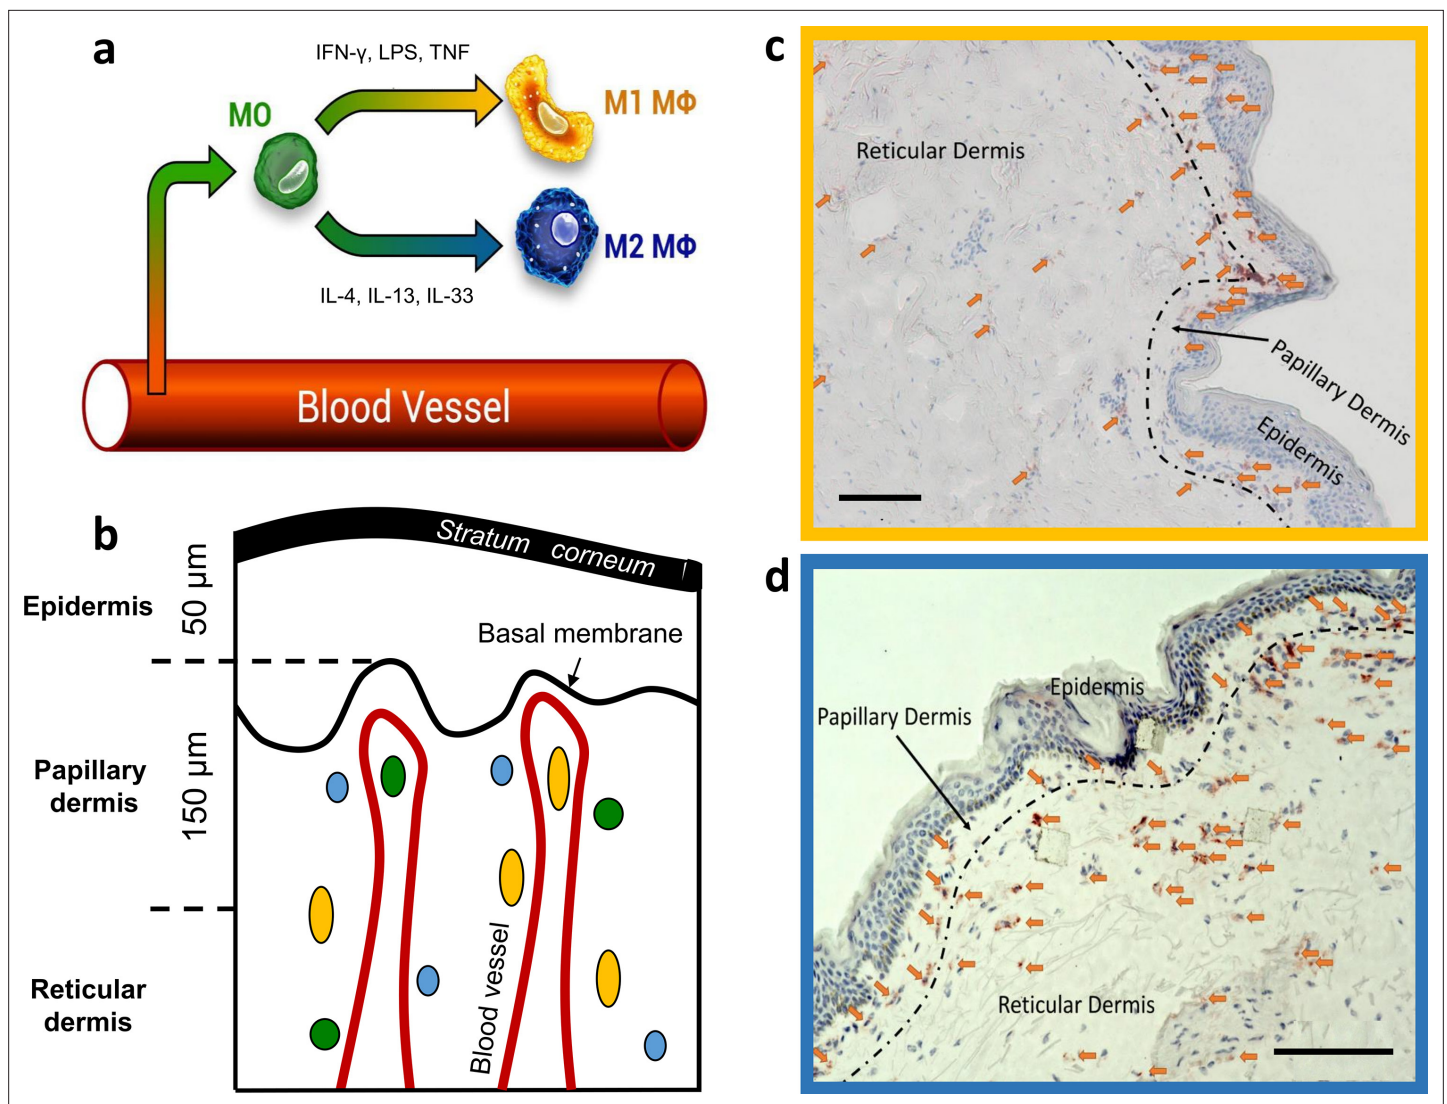 a
IFN-γ, LPS, TNF
MO
M1 MΦ
M2 MΦ
IL-4, IL-13, IL-33
Blood Vessel
b
Stratum corneum
Epidermis
50 µm
Basal membrane
Papillary
dermis
150 µm
Reticular
dermis
Blood vessel
c
Reticular Dermis
Papillary Dermis
Epidermis
d
Epidermis
Papillary Dermis
Reticular Dermis